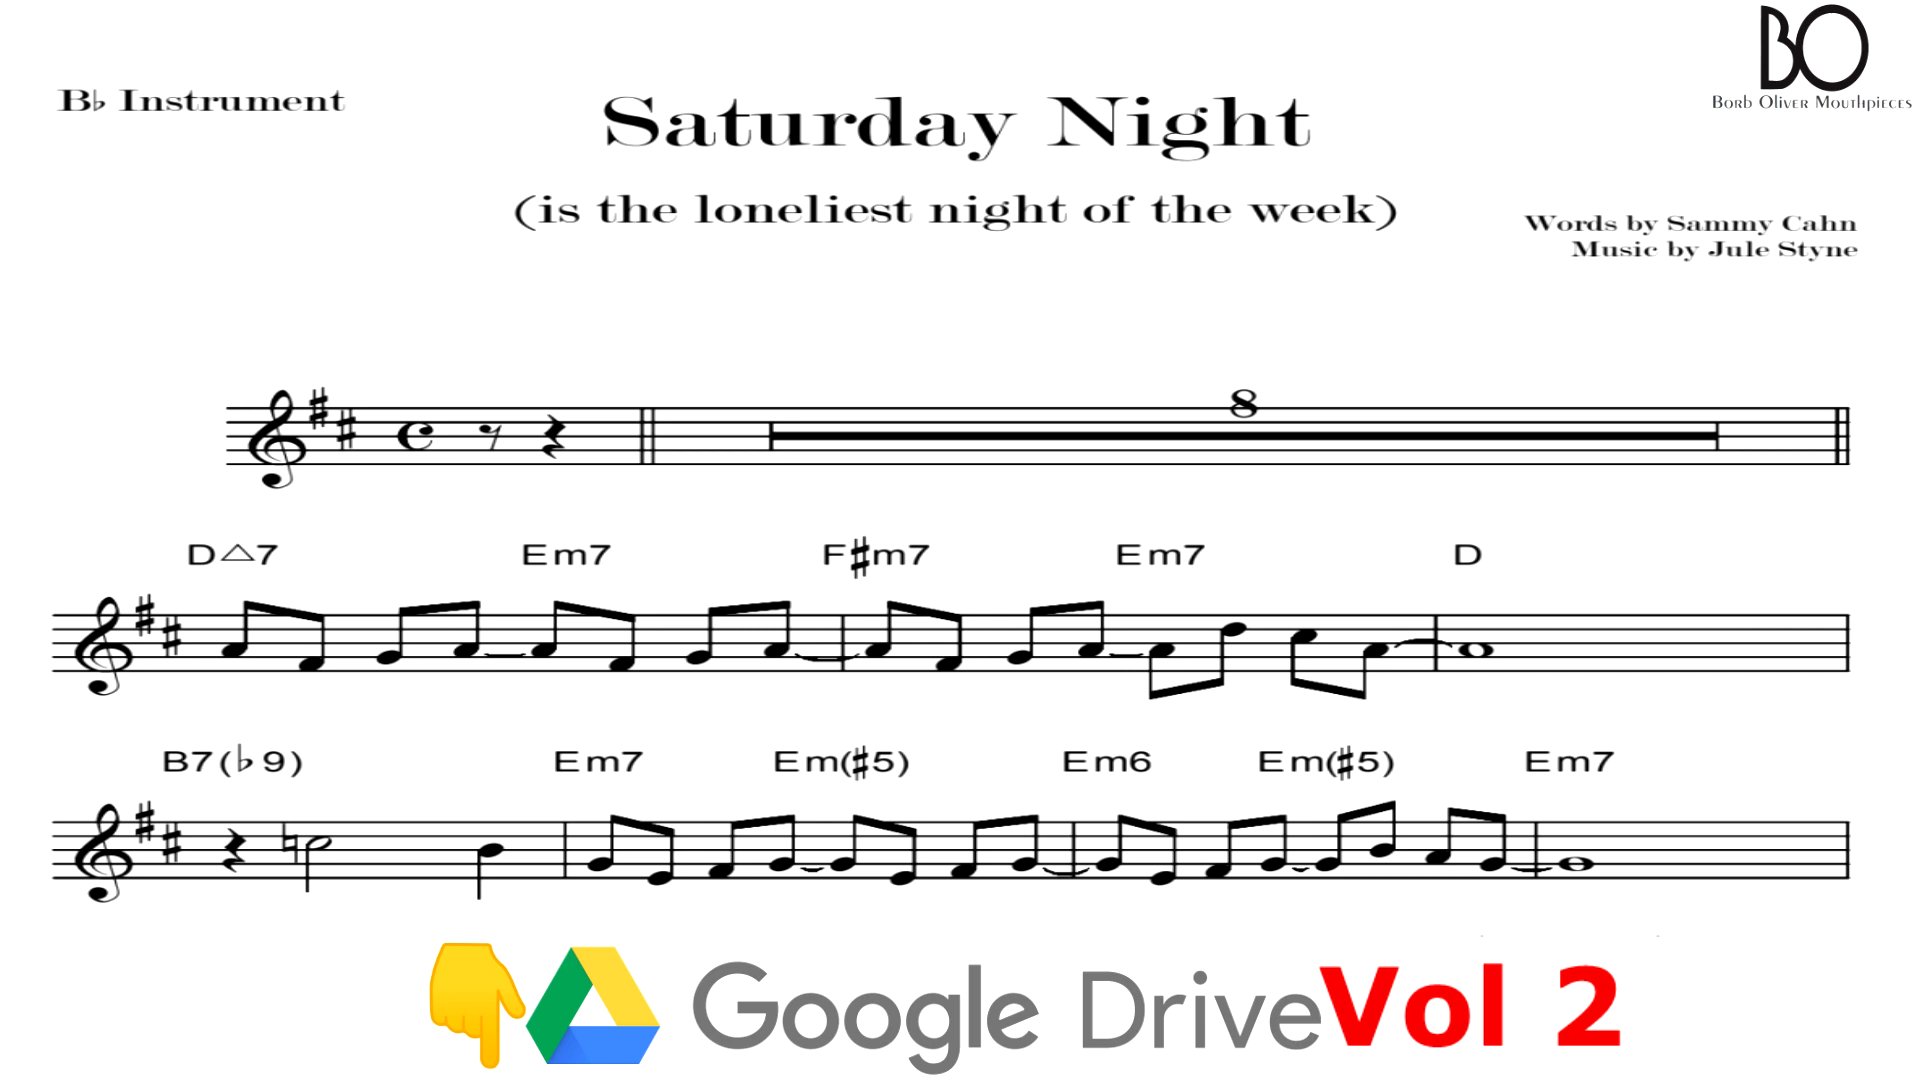 BO
Borb Oliver Mouthpieces
B♭ Instrument
Saturday Night
(is the loneliest night of the week)
Words by Sammy Cahn
Music by Jule Styne
8
D△7 Em7 F♯m7 Em7 D
B7(♭9) Em7 Em(♯5) Em6 Em(♯5) Em7
Google Drive Vol 2